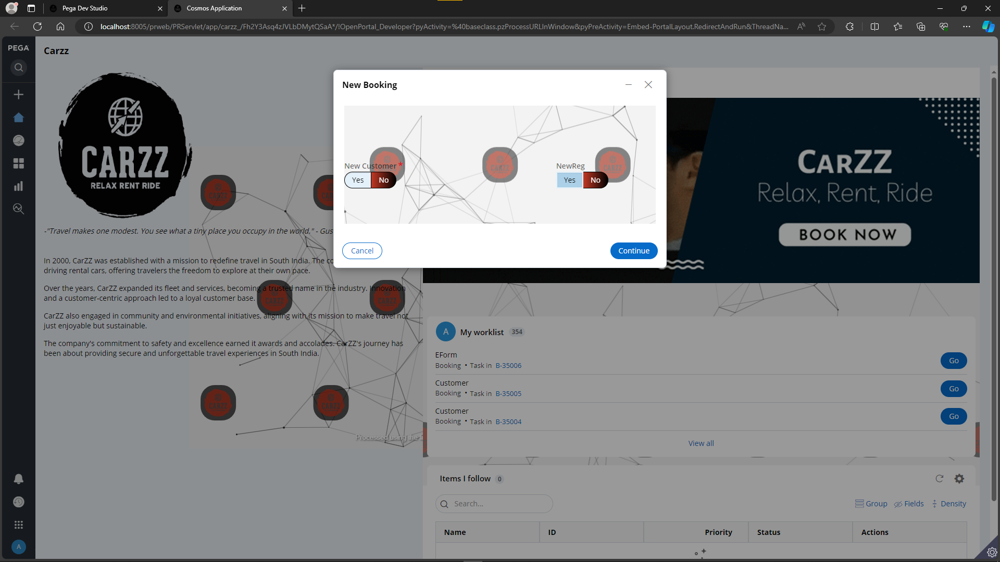 Pega Dev Studio
Cosmos Application
localhost:8005/prweb/PRServlet/app/carzz_/Fh2Y3Asq4zJVLbDMytQSaA*/!OpenPortal_Developer?pyActivity=%40baseclass.pzProcessURLInWindow&pyPreActivity=Embed-PortalLayout.RedirectAndRun&ThreadNa...
PEGA
Carzz
CARZZ
RELAX RENT RIDE
-"Travel makes one modest. You see what a tiny place you occupy in the world." - Gus
In 2000, CarZZ was established with a mission to redefine travel in South India. The co
driving rental cars, offering travelers the freedom to explore at their own pace.
Over the years, CarZZ expanded its fleet and services, becoming a trusted name in the industry. Innovation
and a customer-centric approach led to a loyal customer base.
CarZZ also engaged in community and environmental initiatives, aligning with its mission to make travel not
just enjoyable but sustainable.
The company's commitment to safety and excellence earned it awards and accolades. CarZZ's journey has
been about providing secure and unforgettable travel experiences in South India.
CARZZ
CARZZ
CARZZ
CARZZ
CARZZ
Processed using the f
New Booking
New Customer *
Yes No
CARZZ
NewReg
Yes No
CARZZ
Cancel
Continue
CARZZ
Relax, Rent, Ride
BOOK NOW
A
My worklist 354
EForm
Booking • Task in B-35006
Go
Customer
Booking • Task in B-35005
Go
Customer
Booking • Task in B-35004
Go
View all
Items I follow 0
Search...
Group Fields Density
Name ID Priority Status Actions
A